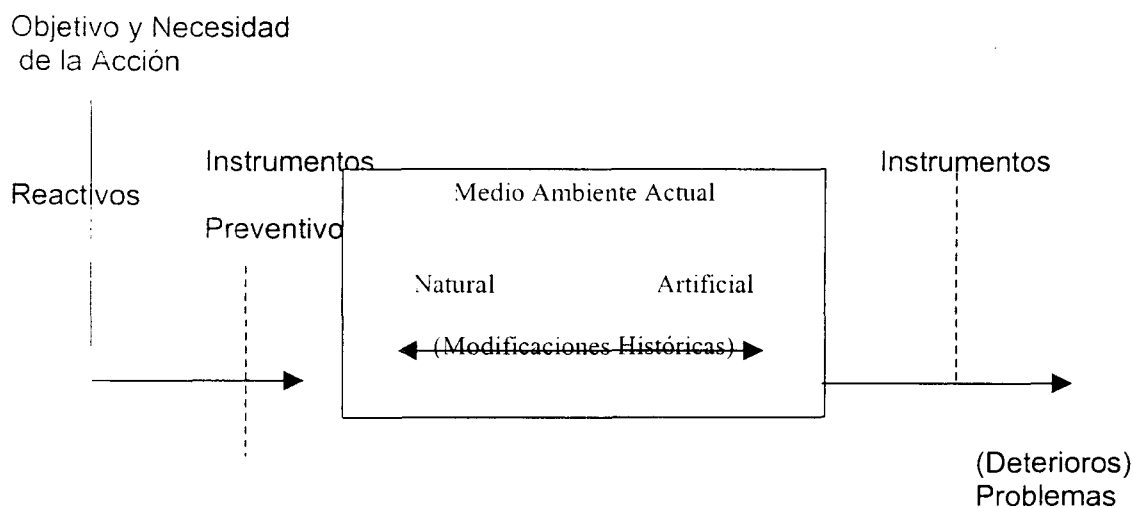 Objetivo y Necesidad
de la Acción
Instrumentos
Instrumentos
Reactivos
Medio Ambiente Actual
Preventivo
Natural
Artificial
(Modificaciones Históricas)
(Deterioros)
Problemas